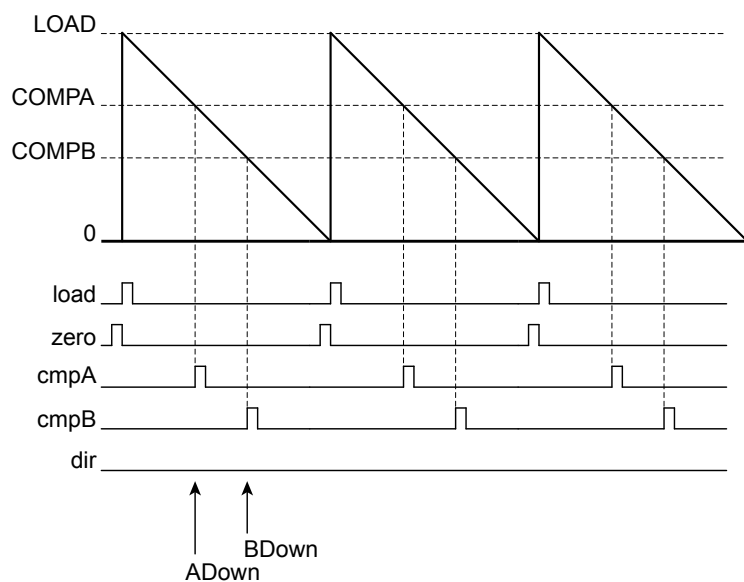 LOAD
COMPA
COMPB
0
load
zero
cmpA
cmpB
dir
BDown
ADown